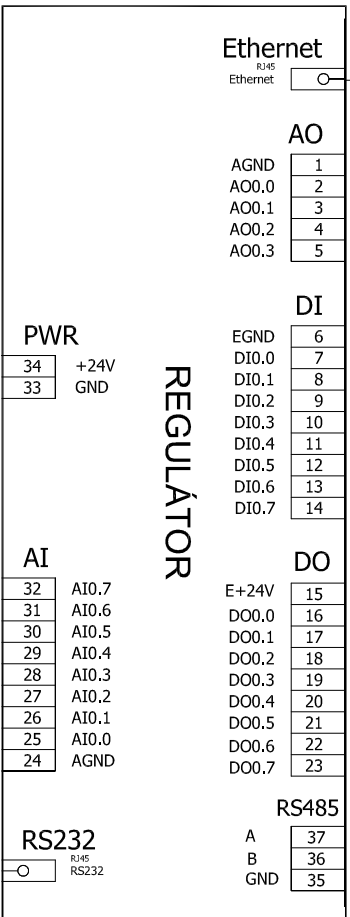 Ethernet
RJ45
Ethernet
AO
AGND 1
AO0.0 2
AO0.1 3
AO0.2 4
AO0.3 5
DI
EGND 6
DI0.0 7
DI0.1 8
DI0.2 9
DI0.3 10
DI0.4 11
DI0.5 12
DI0.6 13
DI0.7 14
PWR
34 +24V
33 GND
REGULÁTOR
AI
32 AI0.7
31 AI0.6
30 AI0.5
29 AI0.4
28 AI0.3
27 AI0.2
26 AI0.1
25 AI0.0
24 AGND
DO
E+24V 15
DO0.0 16
DO0.1 17
DO0.2 18
DO0.3 19
DO0.4 20
DO0.5 21
DO0.6 22
DO0.7 23
RS232
RJ45
RS232
RS485
A 37
B 36
GND 35